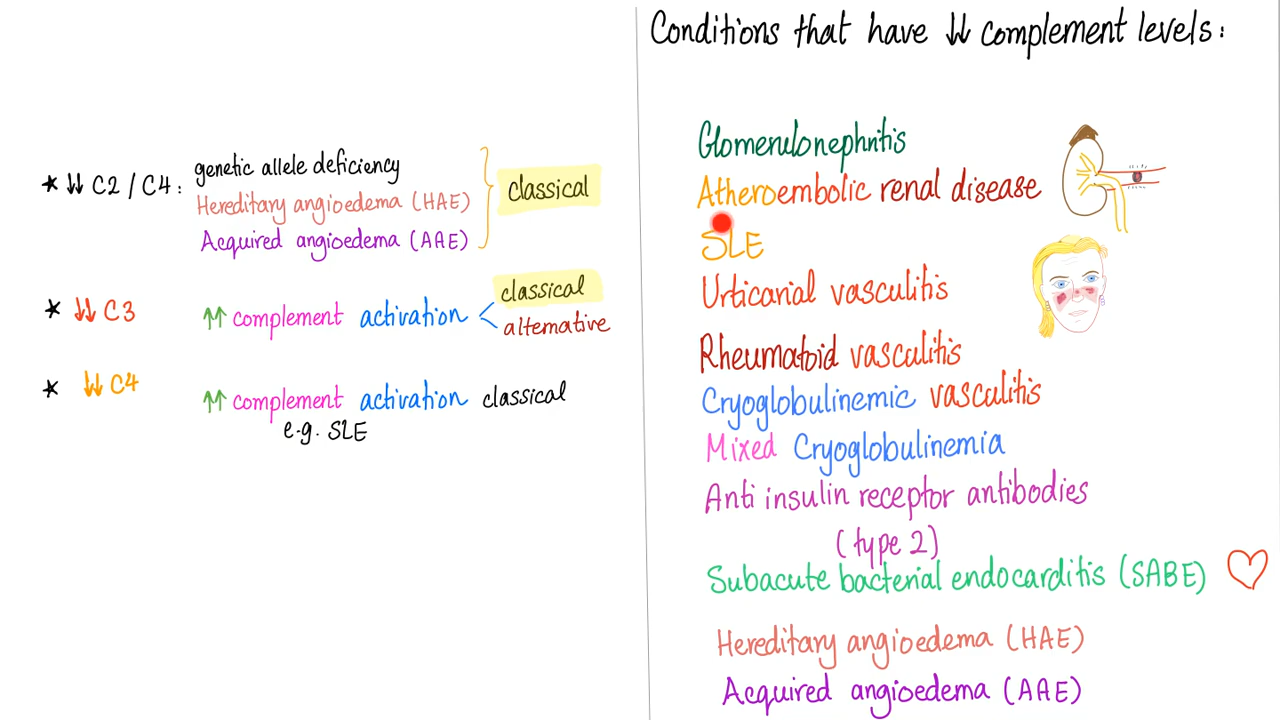 * ↓↓ C2 / C4 : genetic allele deficiency
Hereditary angioedema (HAE)
Acquired angioedema (AAE)
classical
* ↓↓ C3 ↑↑ complement activation < classical
alternative
* ↓↓ C4 ↑↑ complement activation classical
e.g. SLE
Conditions that have ↓↓ complement levels :
Glomerulonephritis
Atheroembolic renal disease
SLE
Urticarial vasculitis
Rheumatoid vasculitis
Cryoglobulinemic vasculitis
Mixed Cryoglobulinemia
Anti insulin receptor antibodies
(type 2)
Subacute bacterial endocarditis (SABE)
Hereditary angioedema (HAE)
Acquired angioedema (AAE)